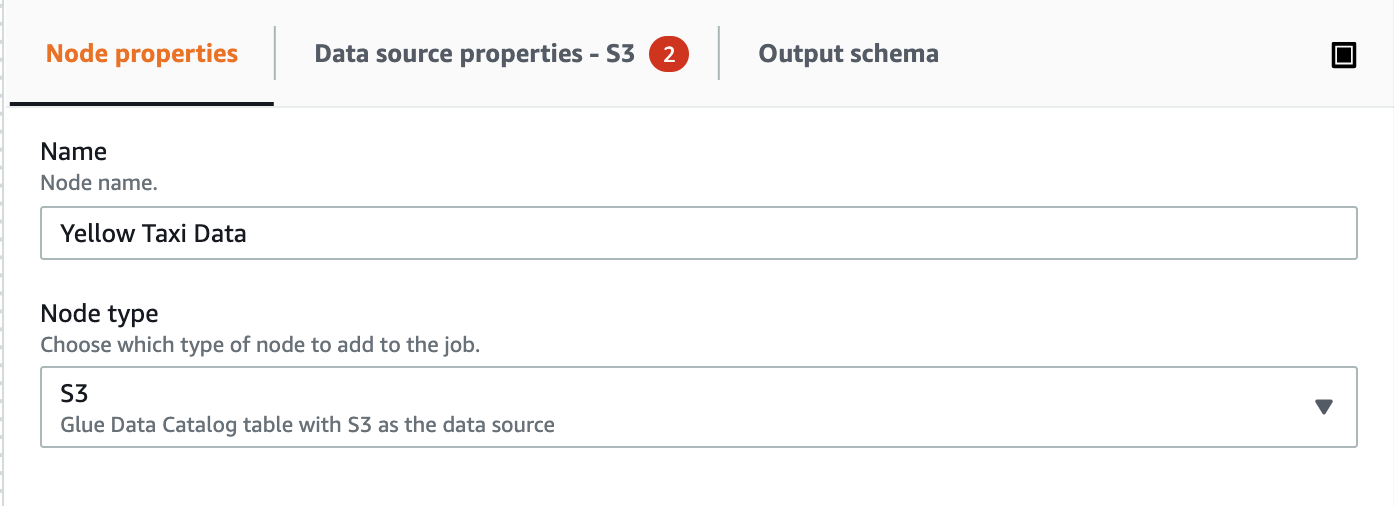 Node properties
Data source properties - S3 2
Output schema
Name
Node name.
Yellow Taxi Data
Node type
Choose which type of node to add to the job.
S3
Glue Data Catalog table with S3 as the data source